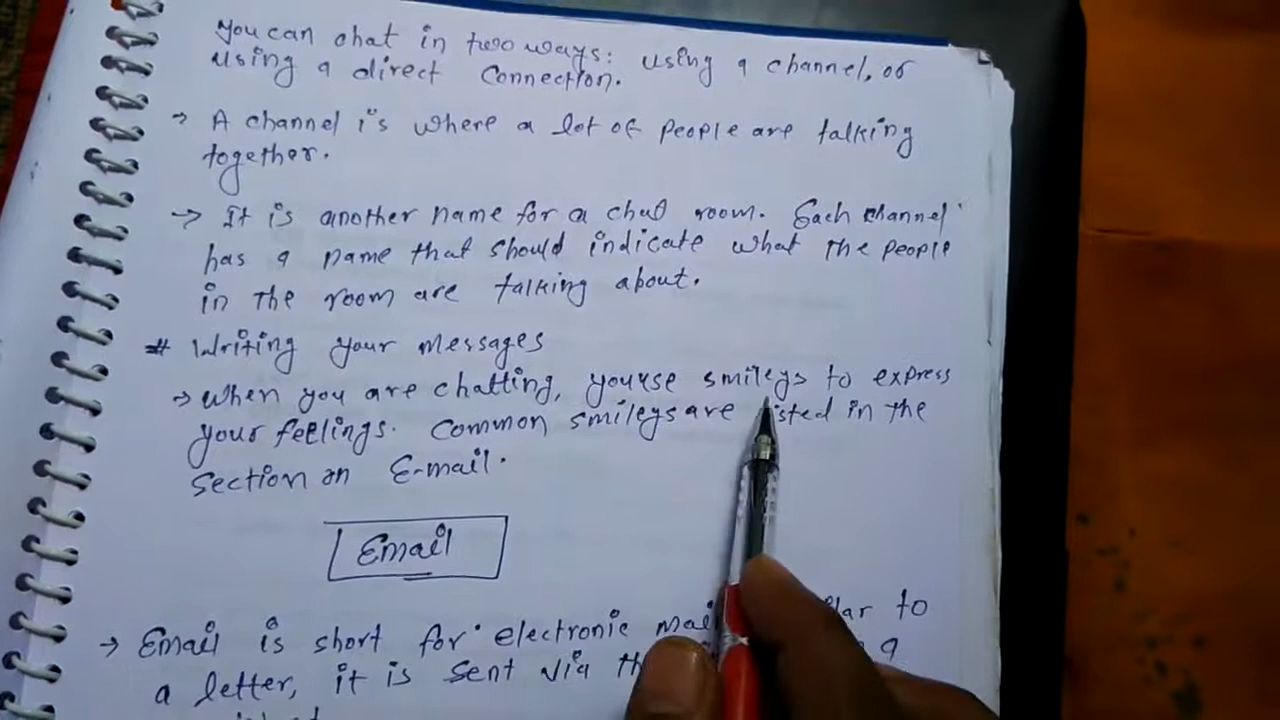 You can chat in two ways: using a channel, or
using a direct connection.
→ A channel is where a lot of people are talking
together.
→ It is another name for a chat room. Each channel
has a name that should indicate what the people
in the room are talking about.
# Writing your messages
→ When you are chatting, youuse smileys to express
your feelings. Common smileys are listed in the
section on E-mail.
Email
→ Email is short for electronic mail to
a letter, it is sent via a